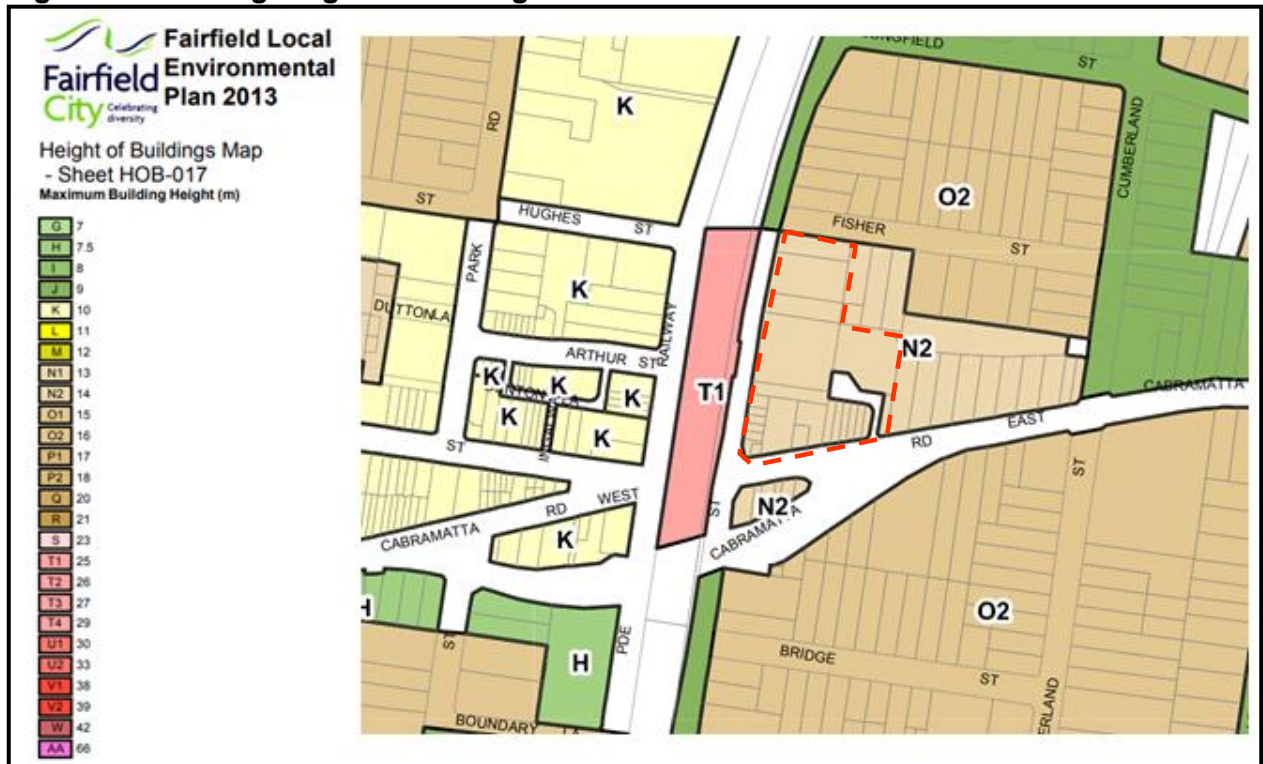 Fairfield
City
Celebrating
diversity
Fairfield Local
Environmental
Plan 2013
Height of Buildings Map
- Sheet HOB-017
Maximum Building Height (m)
G 7
H 7.5
I 8
J 9
K 10
L 11
M 12
N1 13
N2 14
O1 15
O2 16
P1 17
P2 18
Q 20
R 21
S 23
T1 25
T2 26
T3 27
T4 29
U1 30
U2 33
V1 38
V2 39
W 42
AA 66
ST
RD
K
CUMBERLAND
O2
ST
HUGHES ST
FISHER ST
PARK
K
RAILWAY
DUTTON LA
ARTHUR ST
N2
K
K
K
T1
K
K
CABRAMATTA
RD EAST
ST
ST
CABRAMATTA RD WEST
K
ST
N2
CABRAMATTA
H
O2
ST
PDE
H
BRIDGE ST
BOUNDARY LA